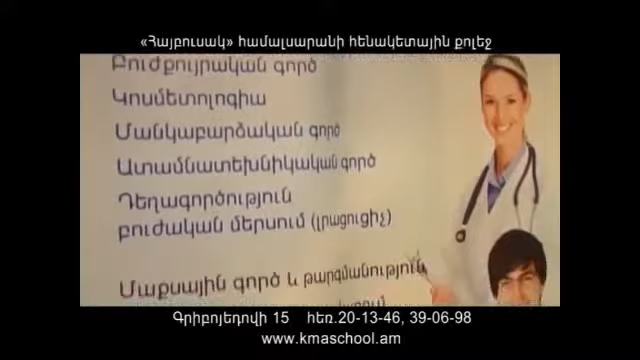 «Հայբուսակ» համալսարանի հենակետային քոլեջ
Բուժքույրական գործ
Կոսմետոլոգիա
Մանկաբարձական գործ
Ատամնատեխնիկական գործ
Դեղագործություն
բուժական մերսում (լրացուցիչ)
Մաքսային գործ և թարգմանություն
Գրիբոյեդովի 15 հեռ.20-13-46, 39-06-98
www.kmaschool.am